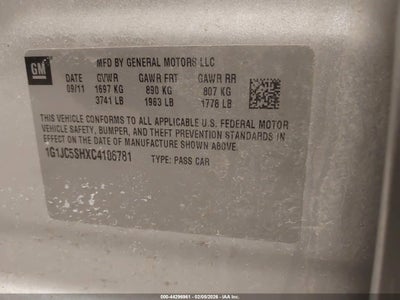 GM
MFD BY GENERAL MOTORS LLC
DATE GVWR GAWR FRT GAWR RR
09/11 1697 KG 890 KG 807 KG
3741 LB 1963 LB 1778 LB
THIS VEHICLE CONFORMS TO ALL APPLICABLE U.S. FEDERAL MOTOR
VEHICLE SAFETY, BUMPER, AND THEFT PREVENTION STANDARDS IN
EFFECT ON THE DATE OF MANUFACTURE SHOWN ABOVE.
1G1JC5SHXC4106781 TYPE: PASS CAR
000-44296961 - 02/09/2026 - IAA Inc.